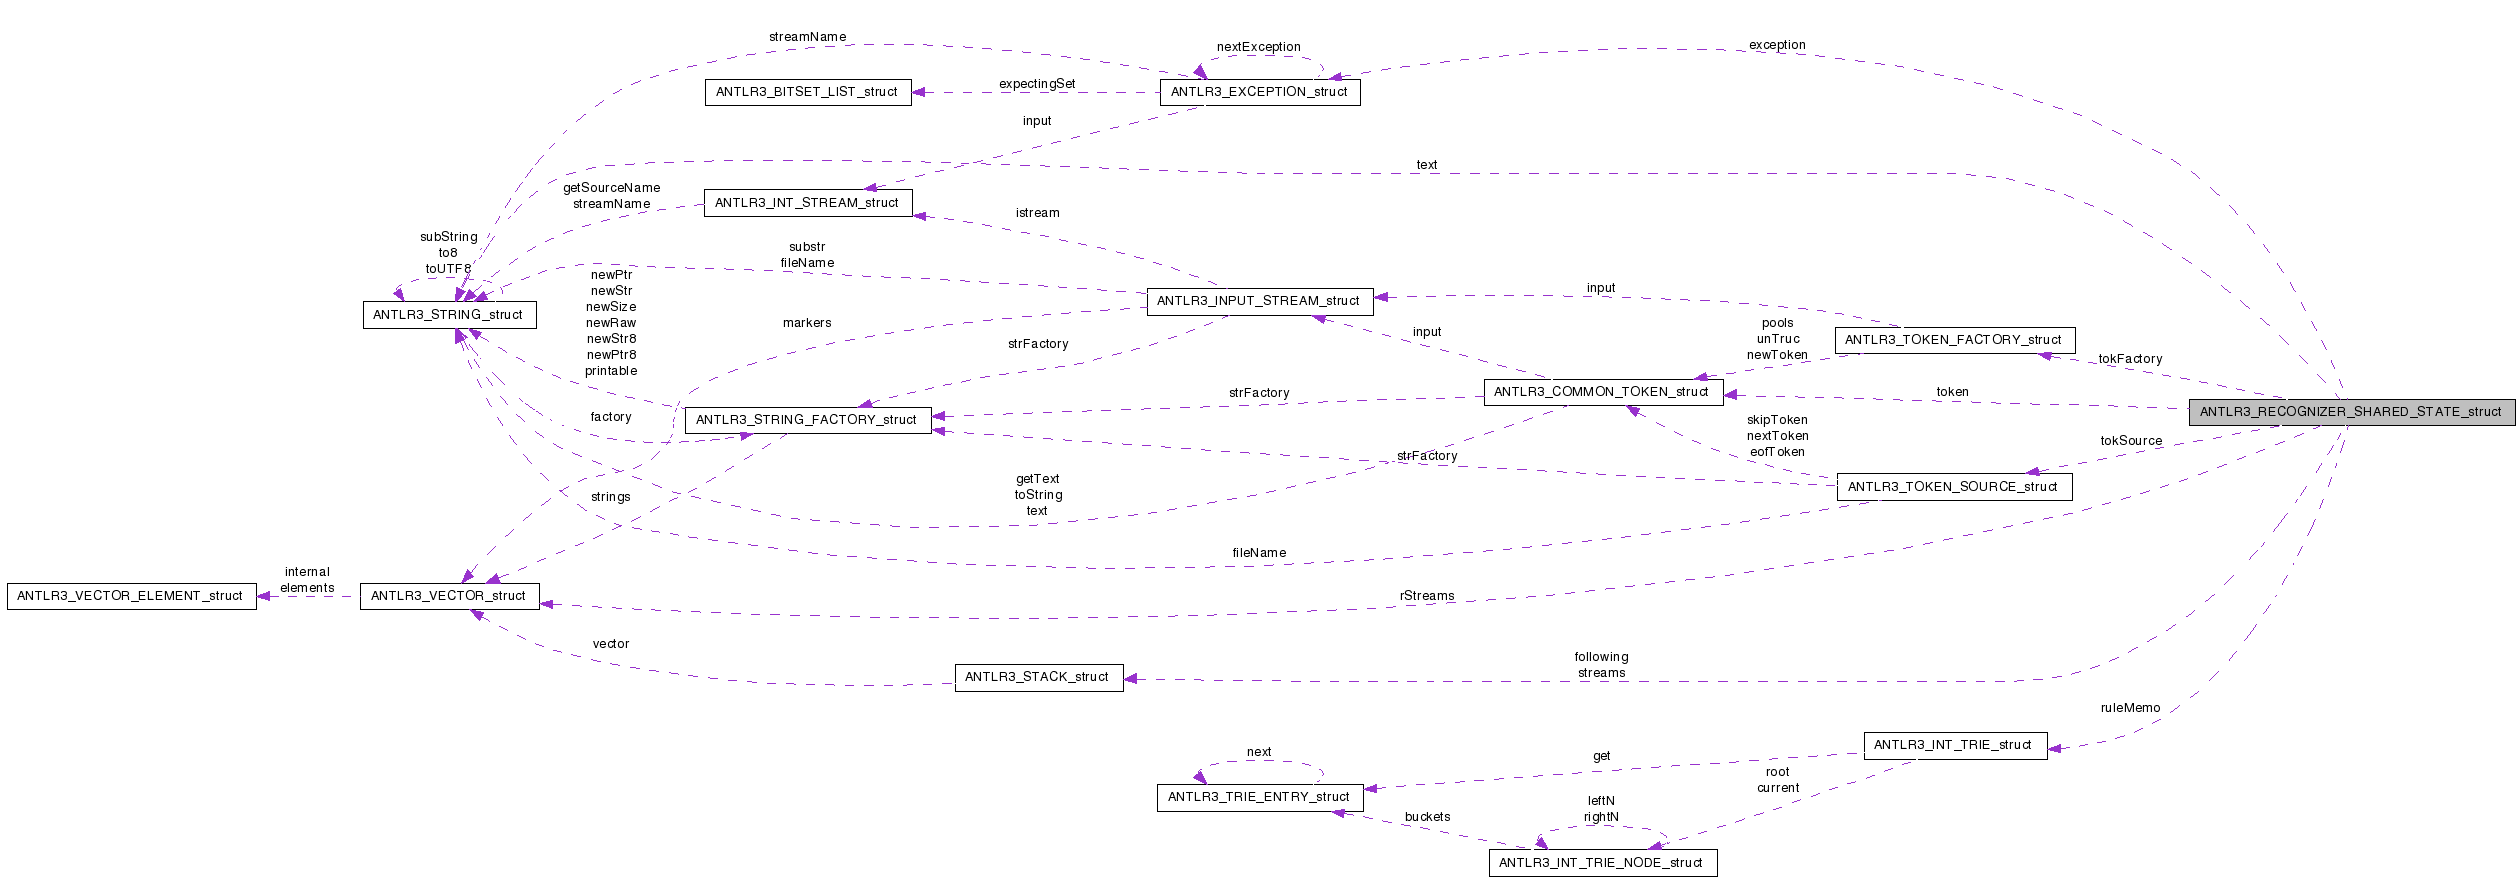 streamName
nextException
exception
ANTLR3_BITSET_LIST_struct
expectingSet
ANTLR3_EXCEPTION_struct
input
text
getSourceName
streamName
ANTLR3_INT_STREAM_struct
istream
subString
to8
toUTF8
substr
fileName
newPtr
newStr
newSize
newRaw
newStr8
newPtr8
printable
ANTLR3_STRING_struct
markers
ANTLR3_INPUT_STREAM_struct
input
strFactory
input
pools
unTruc
newToken
ANTLR3_TOKEN_FACTORY_struct
tokFactory
factory
ANTLR3_STRING_FACTORY_struct
strFactory
ANTLR3_COMMON_TOKEN_struct
token
ANTLR3_RECOGNIZER_SHARED_STATE_struct
skipToken
nextToken
eofToken
tokSource
strFactory
strings
getText
toString
text
ANTLR3_TOKEN_SOURCE_struct
fileName
internal
elements
ANTLR3_VECTOR_ELEMENT_struct
ANTLR3_VECTOR_struct
rStreams
vector
ANTLR3_STACK_struct
following
streams
ruleMemo
next
get
ANTLR3_INT_TRIE_struct
root
current
ANTLR3_TRIE_ENTRY_struct
leftN
rightN
buckets
ANTLR3_INT_TRIE_NODE_struct